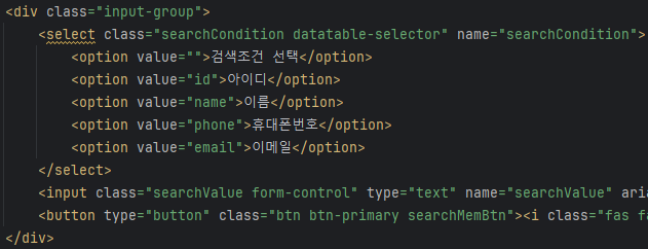 <div class="input-group">
<select class="searchCondition datatable-selector" name="searchCondition">
<option value="">검색조건 선택</option>
<option value="id">아이디</option>
<option value="name">이름</option>
<option value="phone">휴대폰번호</option>
<option value="email">이메일</option>
</select>
<input class="searchValue form-control" type="text" name="searchValue" aria
<button type="button" class="btn btn-primary searchMemBtn"><i class="fas fa
</div>